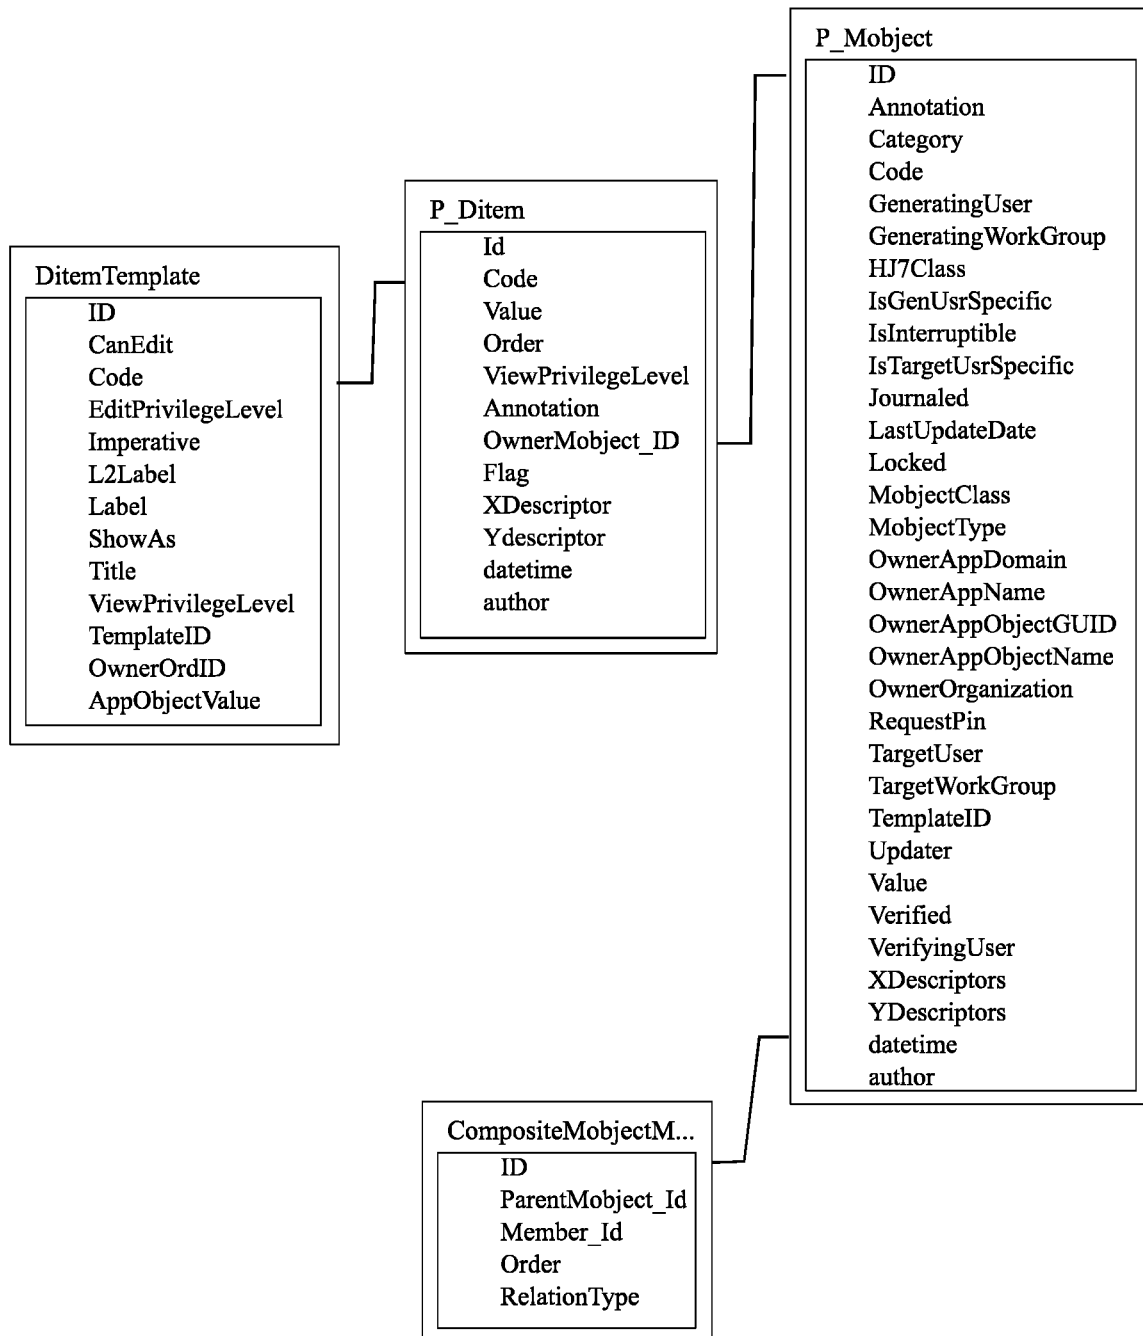 P_Mobject
ID
Annotation
Category
Code
GeneratingUser
GeneratingWorkGroup
HJ7Class
IsGenUsrSpecific
IsInterruptible
IsTargetUsrSpecific
Journaled
LastUpdateDate
Locked
MobjectClass
MobjectType
OwnerAppDomain
OwnerAppName
OwnerAppObjectGUID
OwnerAppObjectName
OwnerOrganization
RequestPin
TargetUser
TargetWorkGroup
TemplateID
Updater
Value
Verified
VerifyingUser
XDescriptors
YDescriptors
datetime
author
P_Ditem
Id
Code
Value
Order
ViewPrivilegeLevel
Annotation
OwnerMobject_ID
Flag
XDescriptor
Ydescriptor
datetime
author
DitemTemplate
ID
CanEdit
Code
EditPrivilegeLevel
Imperative
L2Label
Label
ShowAs
Title
ViewPrivilegeLevel
TemplateID
OwnerOrdID
AppObjectValue
CompositeMobjectM...
ID
ParentMobject_Id
Member_Id
Order
RelationType